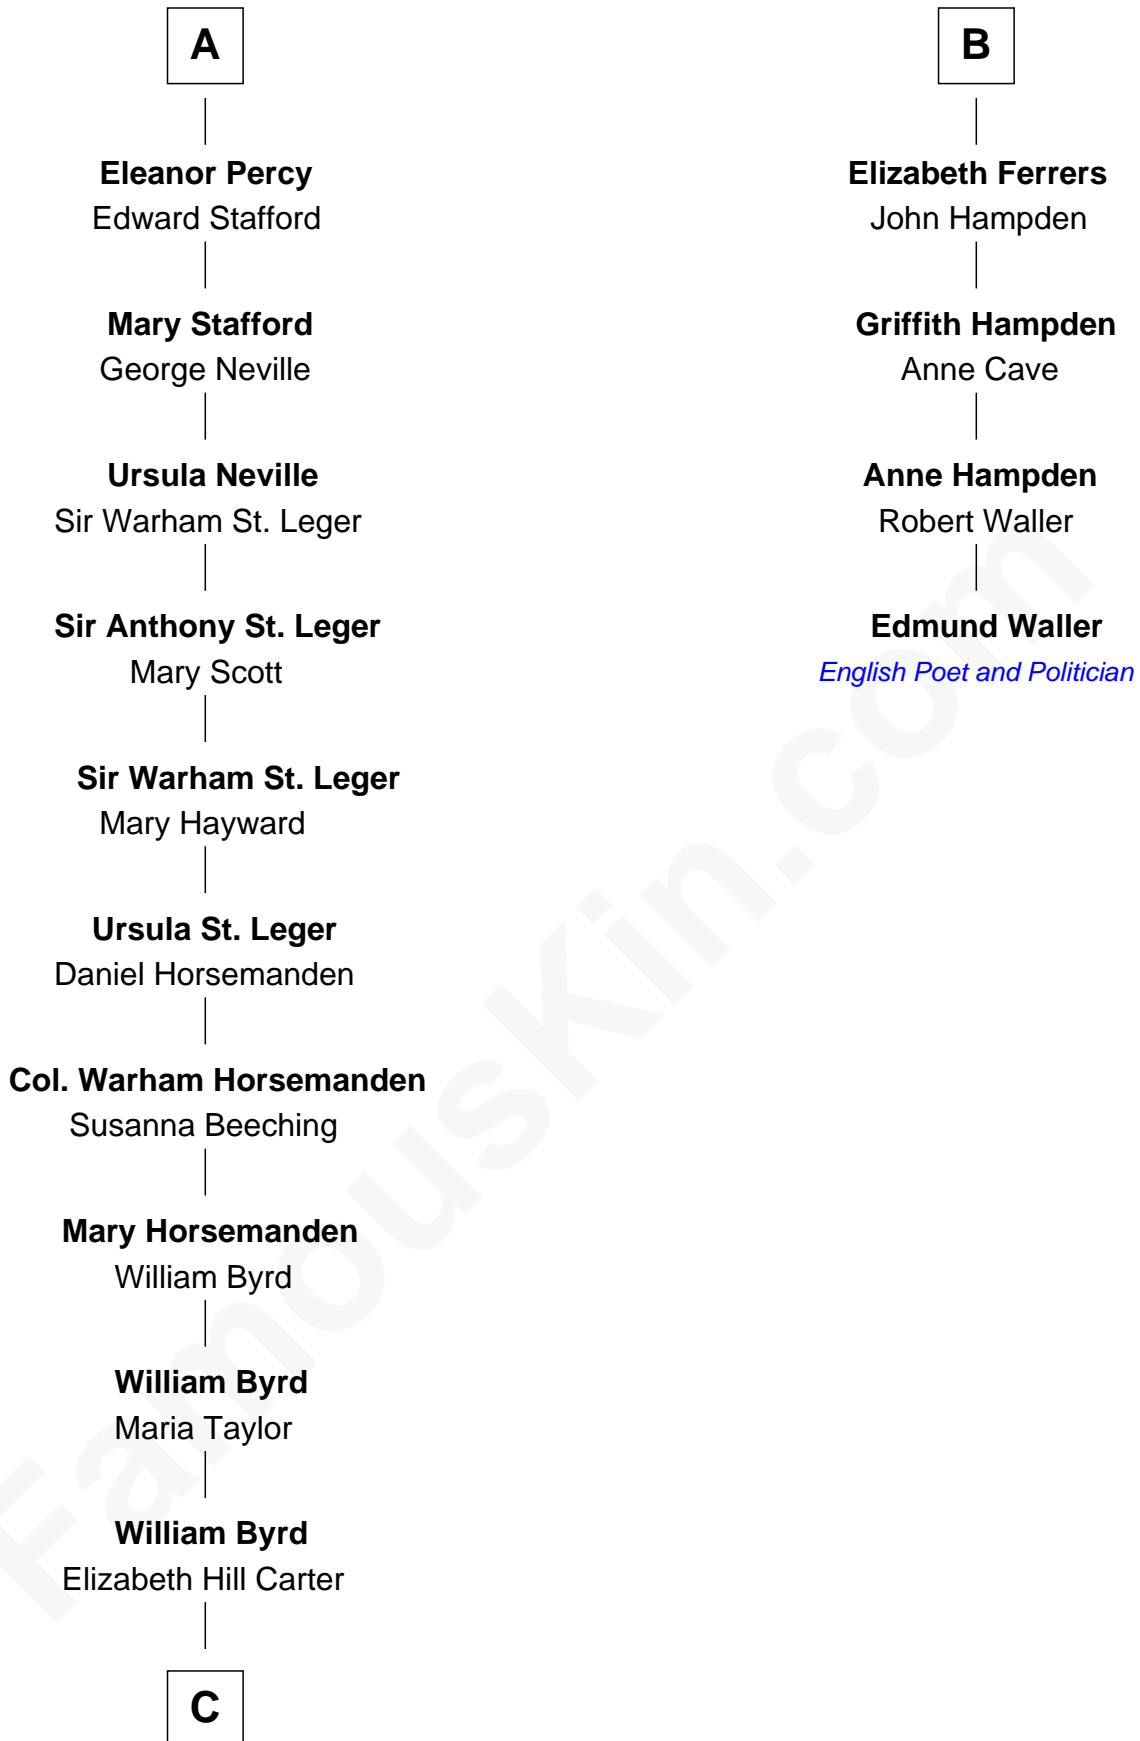 A
Eleanor Percy
Edward Stafford
Mary Stafford
George Neville
Ursula Neville
Sir Warham St. Leger
Sir Anthony St. Leger
Mary Scott
Sir Warham St. Leger
Mary Hayward
Ursula St. Leger
Daniel Horsemanden
Col. Warham Horsemanden
Susanna Beeching
Mary Horsemanden
William Byrd
William Byrd
Maria Taylor
William Byrd
Elizabeth Hill Carter
C
B
Elizabeth Ferrers
John Hampden
Griffith Hampden
Anne Cave
Anne Hampden
Robert Waller
Edmund Waller
English Poet and Politician
FamousKin.com